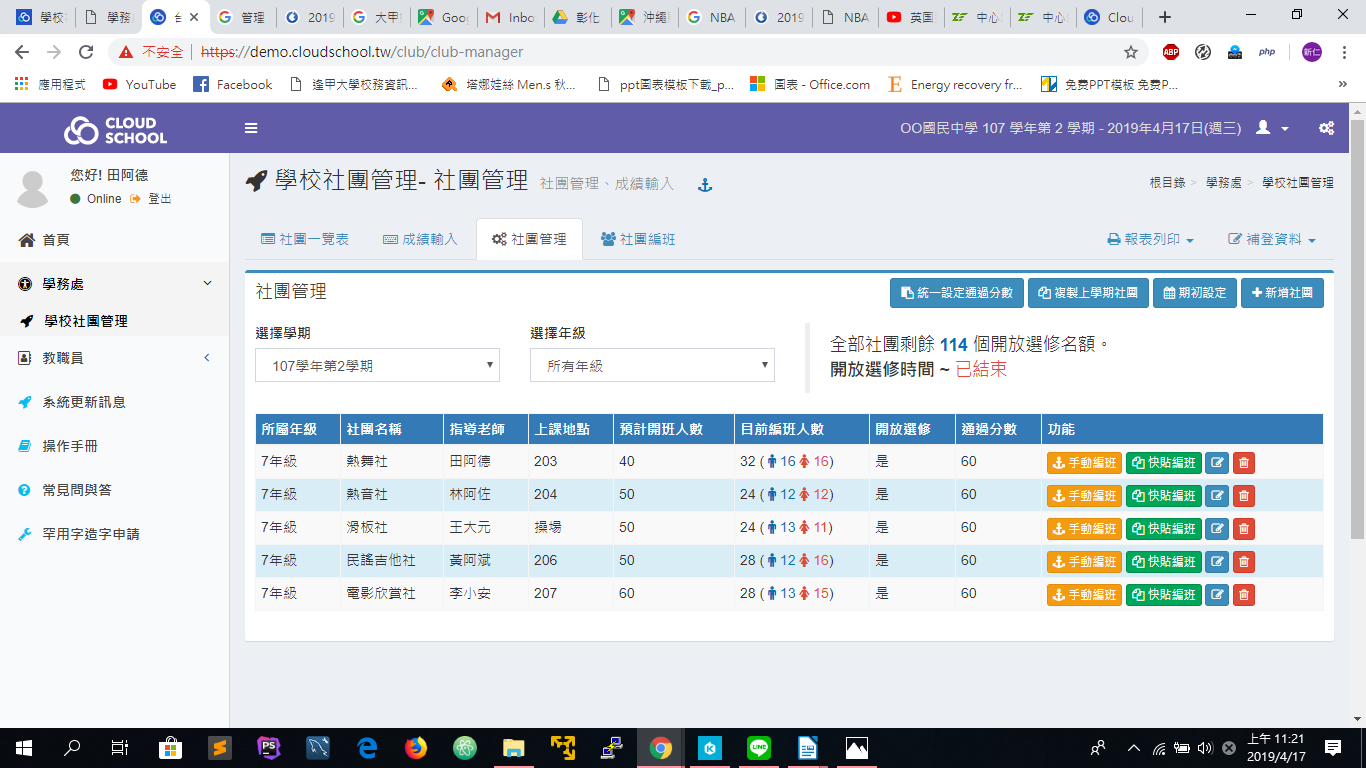 學校 學務 台 管理 2019 大甲 Goo Inbo 彰化 沖繩 NBA 2019 NBA 英国 中心 中心 Clou
不安全 https://demo.cloudschool.tw/club/club-manager
應用程式 YouTube Facebook 逢甲大學校務資訊... 塔娜娃絲 Men.s 秋... ppt圖表模板下載_p... 圖表 - Office.com Energy recovery fr... 免费PPT模板 免费P...
CLOUD SCHOOL OO國民中學 107 學年第 2 學期 - 2019年4月17日(週三)
您好! 田阿德
Online 登出
首頁
學務處
學校社團管理
教職員
系統更新訊息
操作手冊
常見問與答
罕用字造字申請
學校社團管理- 社團管理 社團管理、成績輸入 根目錄 > 學務處 > 學校社團管理
社團一覽表 成績輸入 社團管理 社團編班 報表列印 補登資料
社團管理 統一設定通過分數 複製上學期社團 期初設定 新增社團
選擇學期 選擇年級
107學年第2學期 所有年級
全部社團剩餘 114 個開放選修名額。
開放選修時間 ~ 已結束
所屬年級 社團名稱 指導老師 上課地點 預計開班人數 目前編班人數 開放選修 通過分數 功能
7年級 熱舞社 田阿德 203 40 32 ( 16 16) 是 60 手動編班 快貼編班
7年級 熱音社 林阿佐 204 50 24 ( 12 12) 是 60 手動編班 快貼編班
7年級 滑板社 王大元 操場 50 24 ( 13 11) 是 60 手動編班 快貼編班
7年級 民謠吉他社 黃阿斌 206 50 28 ( 12 16) 是 60 手動編班 快貼編班
7年級 電影欣賞社 李小安 207 60 28 ( 13 15) 是 60 手動編班 快貼編班
上午 11:21
2019/4/17